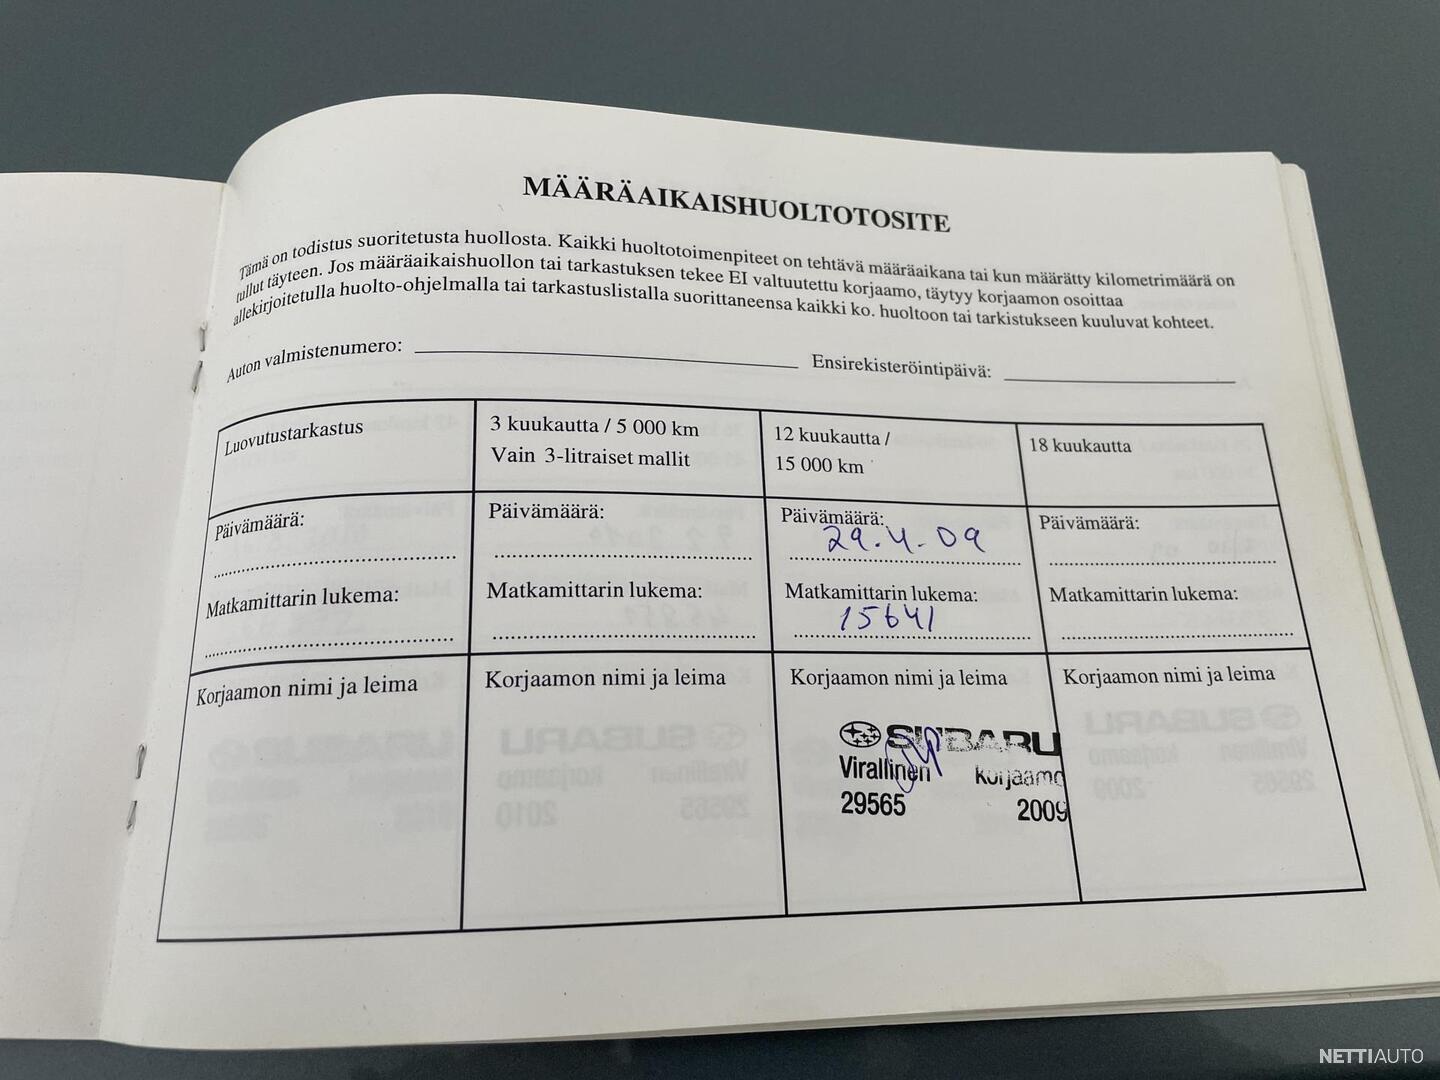 MÄÄRÄAIKAISHUOLTOTOSITE
Tämä on todistus suoritetusta huollosta. Kaikki huoltotoimenpiteet on tehtävä määräaikana tai kun määrätty kilometrimäärä on
tullut täyteen. Jos määräaikaishuollon tai tarkastuksen tekee EI valtuutettu korjaamo, täytyy korjaamon osoittaa
allekirjoitetulla huolto-ohjelmalla tai tarkastuslistalla suorittaneensa kaikki ko. huoltoon tai tarkistukseen kuuluvat kohteet.
Auton valmistenumero: Ensirekisteröintipäivä:
Luovutustarkastus
3 kuukautta / 5 000 km
Vain 3-litraiset mallit
12 kuukautta /
15 000 km
18 kuukautta
Päivämäärä: Päivämäärä: Päivämäärä: Päivämäärä:
29.4.09
Matkamittarin lukema: Matkamittarin lukema: Matkamittarin lukema: Matkamittarin lukema:
15641
Korjaamon nimi ja leima Korjaamon nimi ja leima Korjaamon nimi ja leima Korjaamon nimi ja leima
SUBARU
Virallinen korjaamo
29565 2009
NETTIAUTO